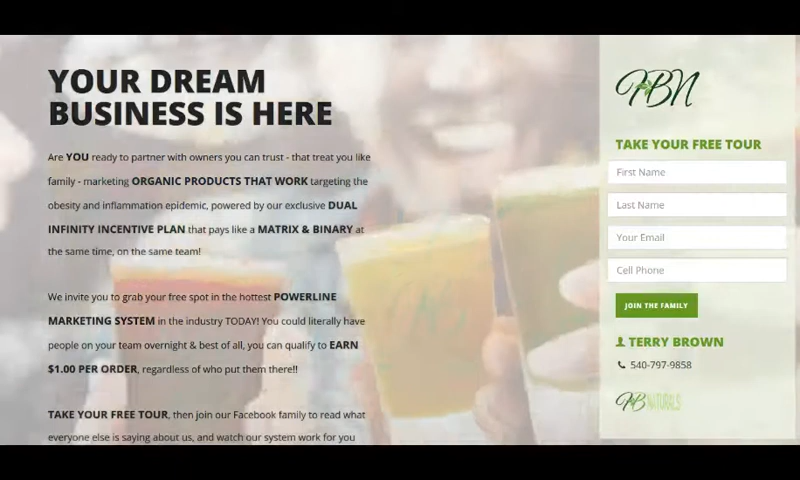 YOUR DREAM
BUSINESS IS HERE
Are YOU ready to partner with owners you can trust - that treat you like
family - marketing ORGANIC PRODUCTS THAT WORK targeting the
obesity and inflammation epidemic, powered by our exclusive DUAL
INFINITY INCENTIVE PLAN that pays like a MATRIX & BINARY at
the same time, on the same team!
We invite you to grab your free spot in the hottest POWERLINE
MARKETING SYSTEM in the industry TODAY! You could literally have
people on your team overnight & best of all, you can qualify to EARN
$1.00 PER ORDER, regardless of who put them there!!
TAKE YOUR FREE TOUR, then join our Facebook family to read what
everyone else is saying about us, and watch our system work for you
HBN
TAKE YOUR FREE TOUR
First Name
Last Name
Your Email
Cell Phone
JOIN THE FAMILY
TERRY BROWN
540-797-9858
HB NATURALS